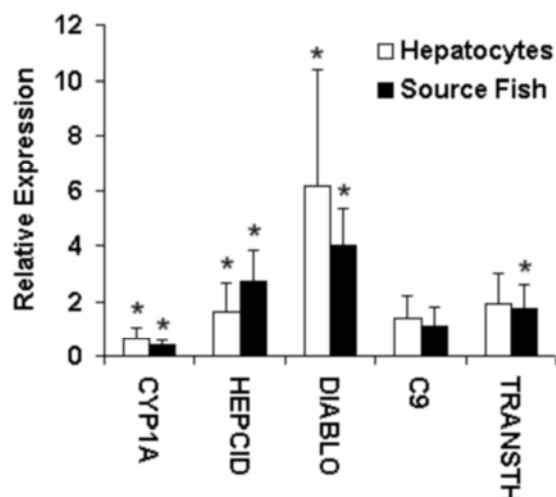 12
10
8
6
4
2
0
Relative Expression
Hepatocytes
Source Fish
*
*
*
*
*
*
*
CYP1A
HEPCID
DIABLO
C9
TRANSTH